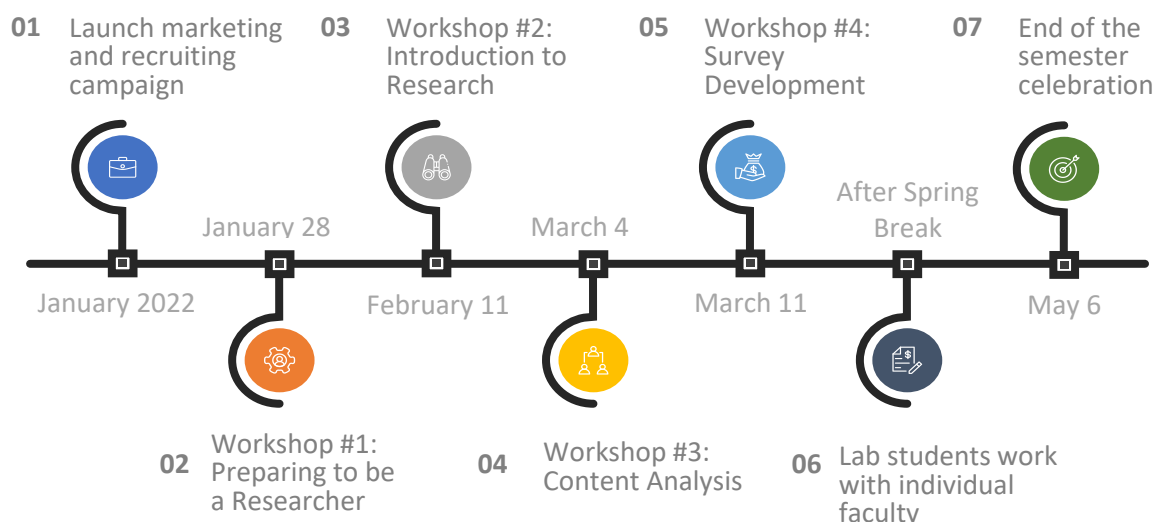 01 Launch marketing
and recruiting
campaign
January 2022
January 28
02 Workshop #1:
Preparing to be
a Researcher
03 Workshop #2:
Introduction to
Research
February 11
March 4
04 Workshop #3:
Content Analysis
05 Workshop #4:
Survey
Development
March 11
After Spring
Break
06 Lab students work
with individual
faculty
07 End of the
semester
celebration
May 6